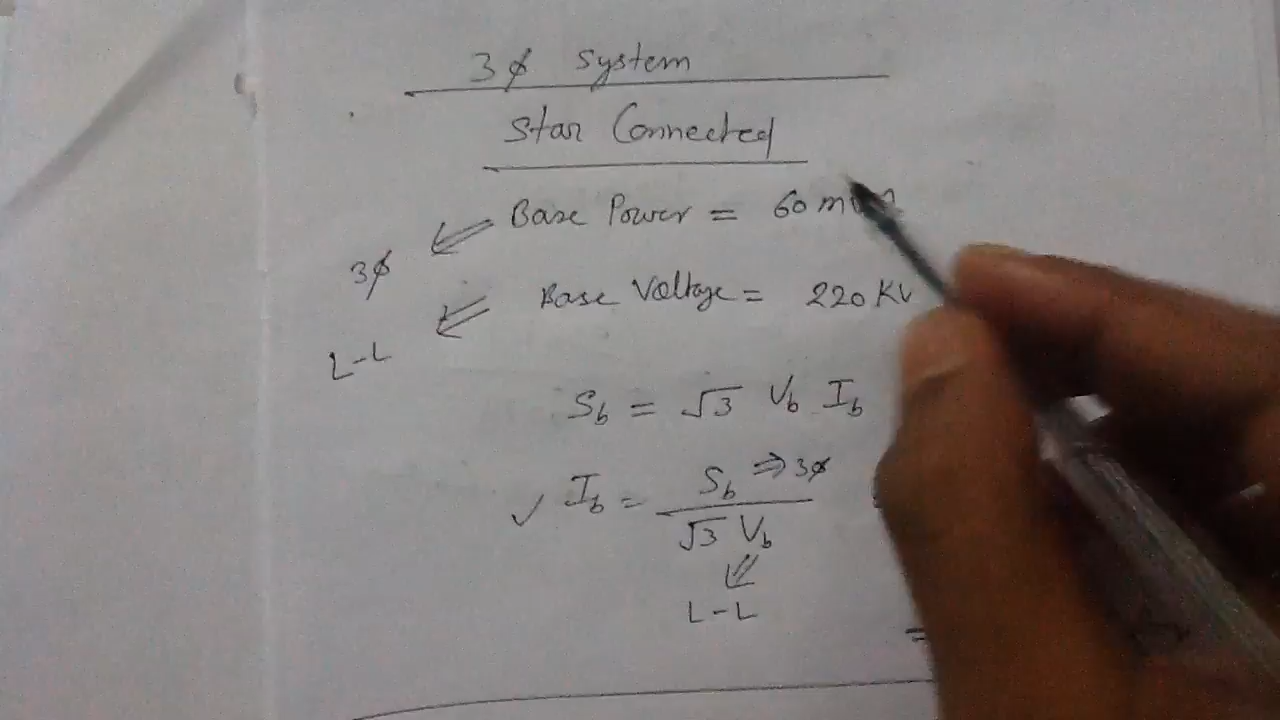 3φ System
Star Connected
Base Power = 60
3φ
Base Voltage = 220 KV
L-L
S_b = √3 V_b I_b
✓ I_b = S_b ⇒ 3φ
√3 V_b
L-L
=